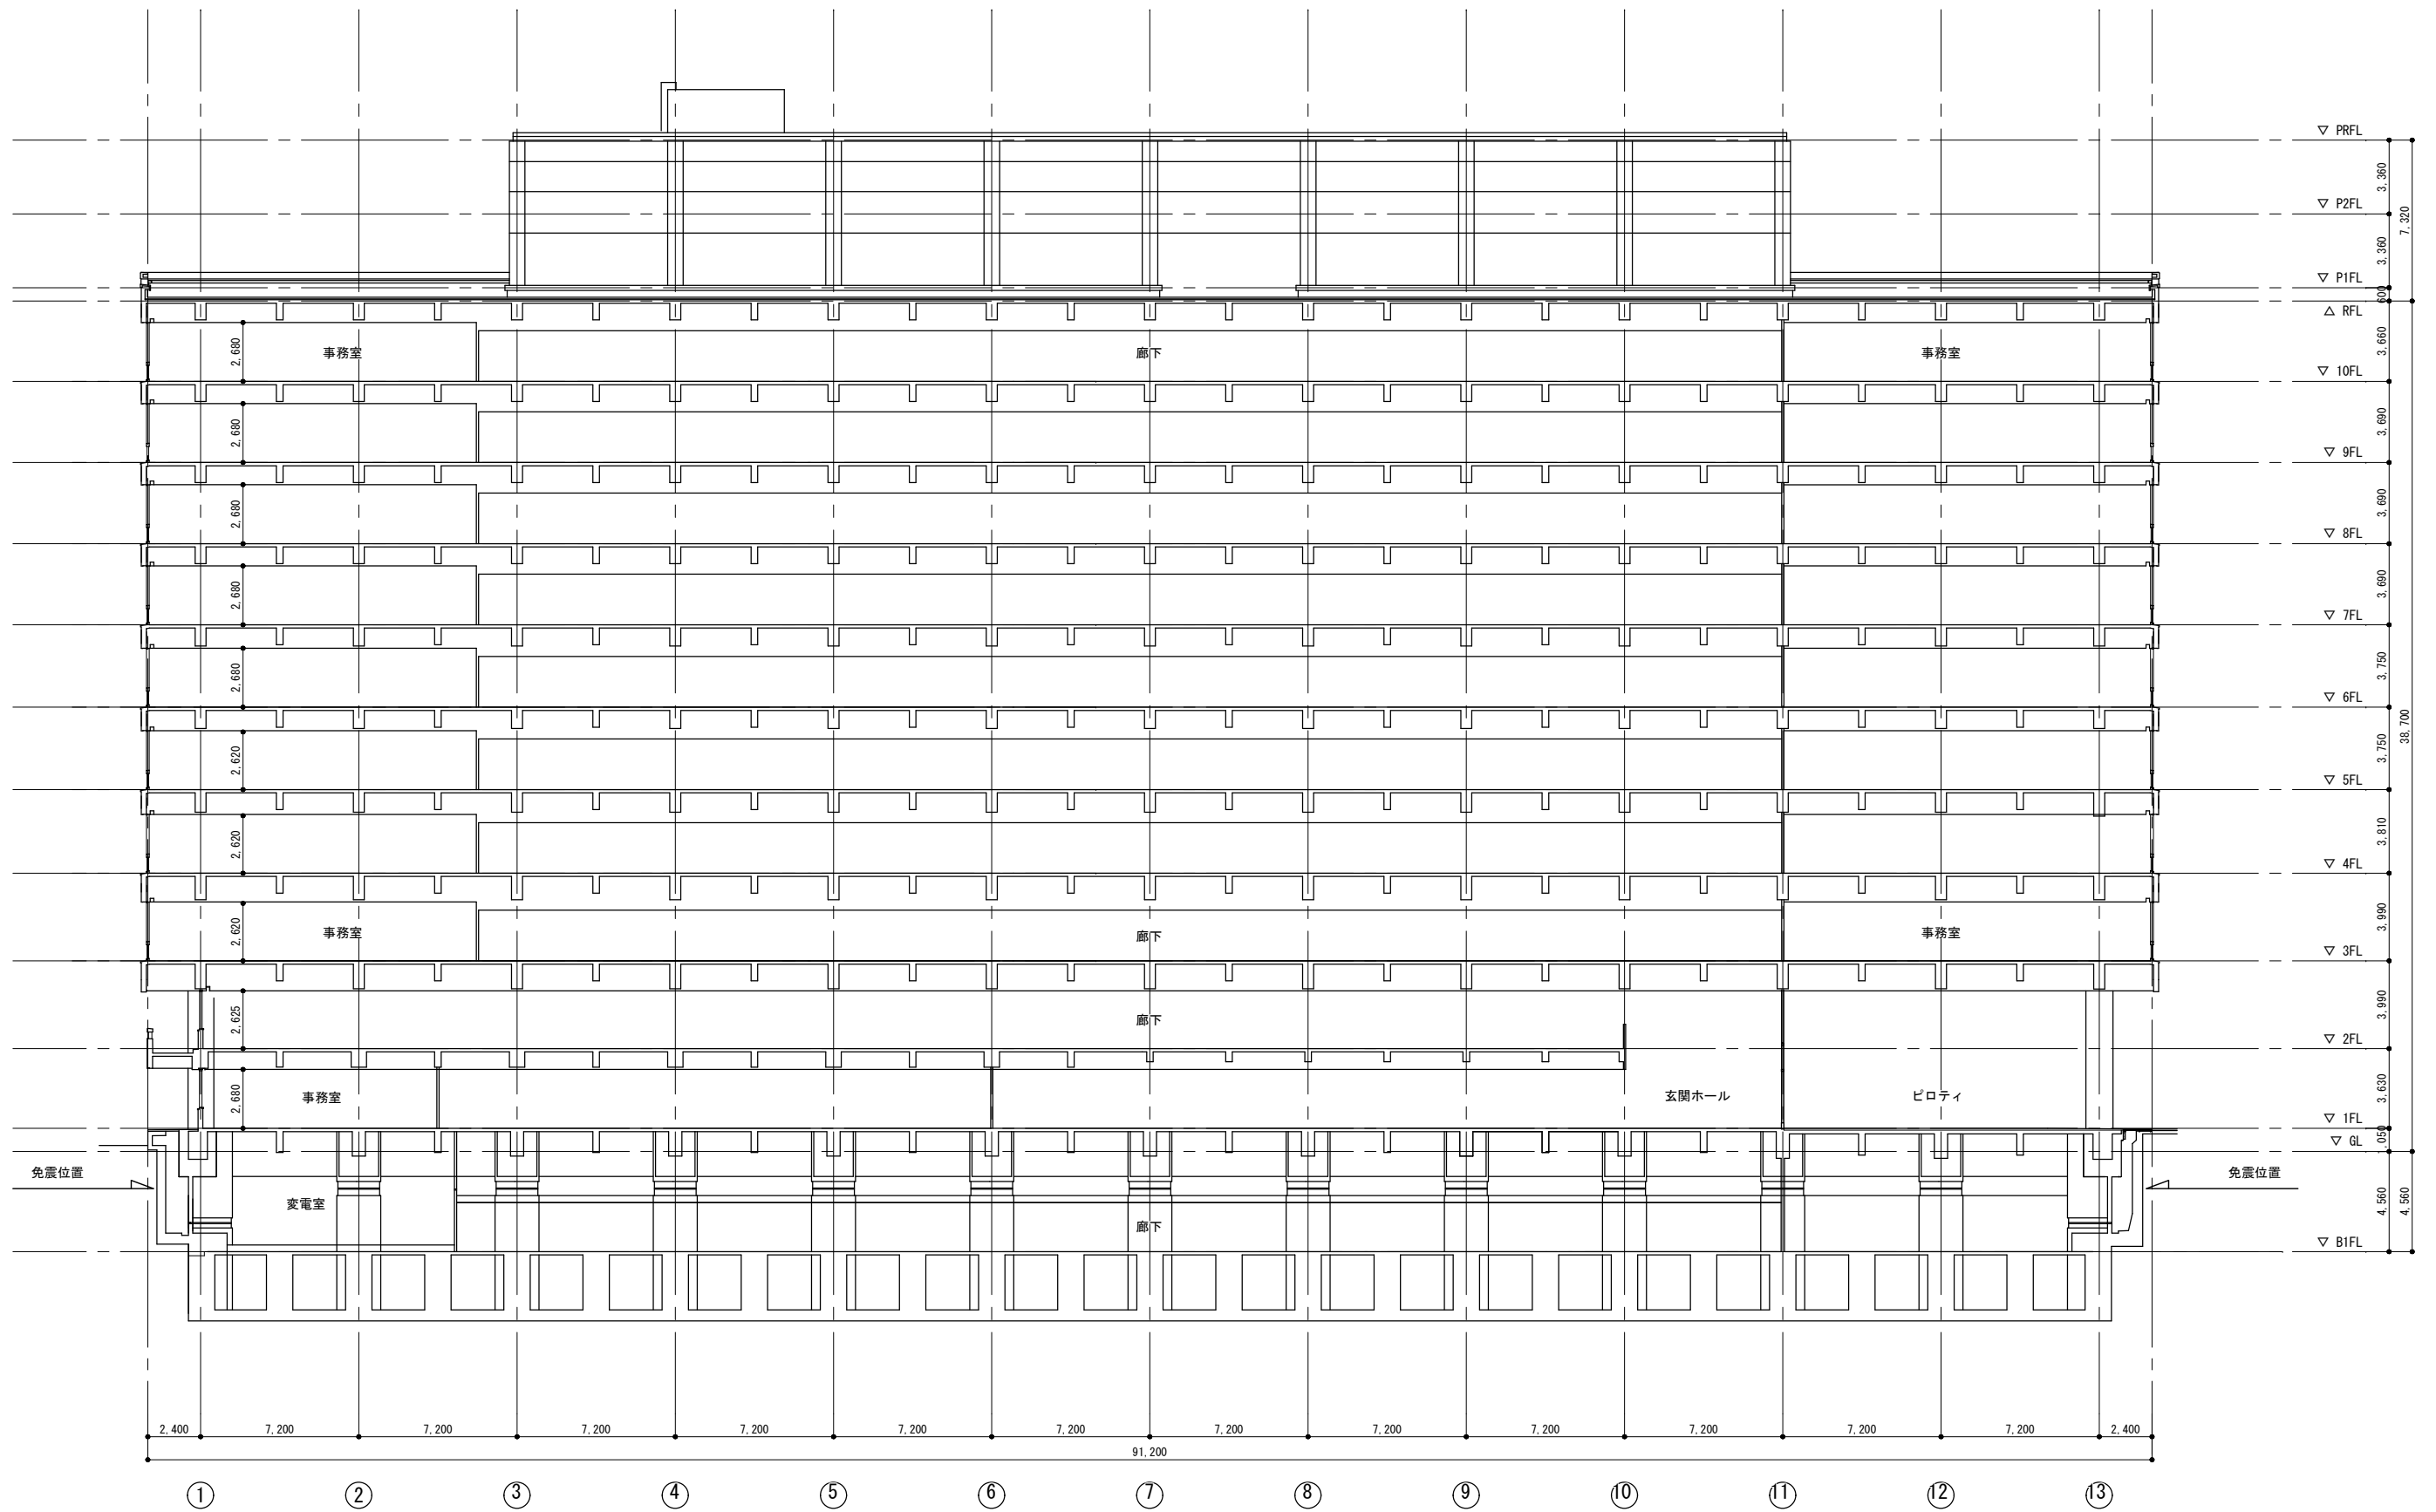 ▽ PRFL
3,360
▽ P2FL
7,320
3,360
▽ P1FL
600
△ RFL
2,680 事務室 廊下 事務室 3,660
▽ 10FL
2,680 3,690
▽ 9FL
2,680 3,690
▽ 8FL
2,680 3,690
▽ 7FL
2,680 3,750
▽ 6FL
38,700
2,620 3,750
▽ 5FL
2,620 3,810
▽ 4FL
2,620 事務室 廊下 事務室 3,990
▽ 3FL
2,625 廊下 3,990
▽ 2FL
2,680 事務室 玄関ホール ピロティ 3,630
▽ 1FL
▽ GL
免震位置 免震位置
変電室 4,560 4,560
廊下
▽ B1FL
2,400 7,200 7,200 7,200 7,200 7,200 7,200 7,200 7,200 7,200 7,200 7,200 7,200 2,400
91,200
1 2 3 4 5 6 7 8 9 10 11 12 13